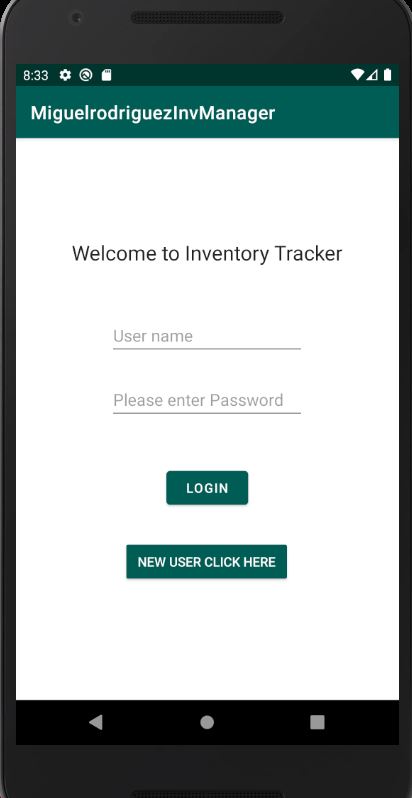 8:33
MiguelrodriguezInvManager
Welcome to Inventory Tracker
User name
Please enter Password
LOGIN
NEW USER CLICK HERE